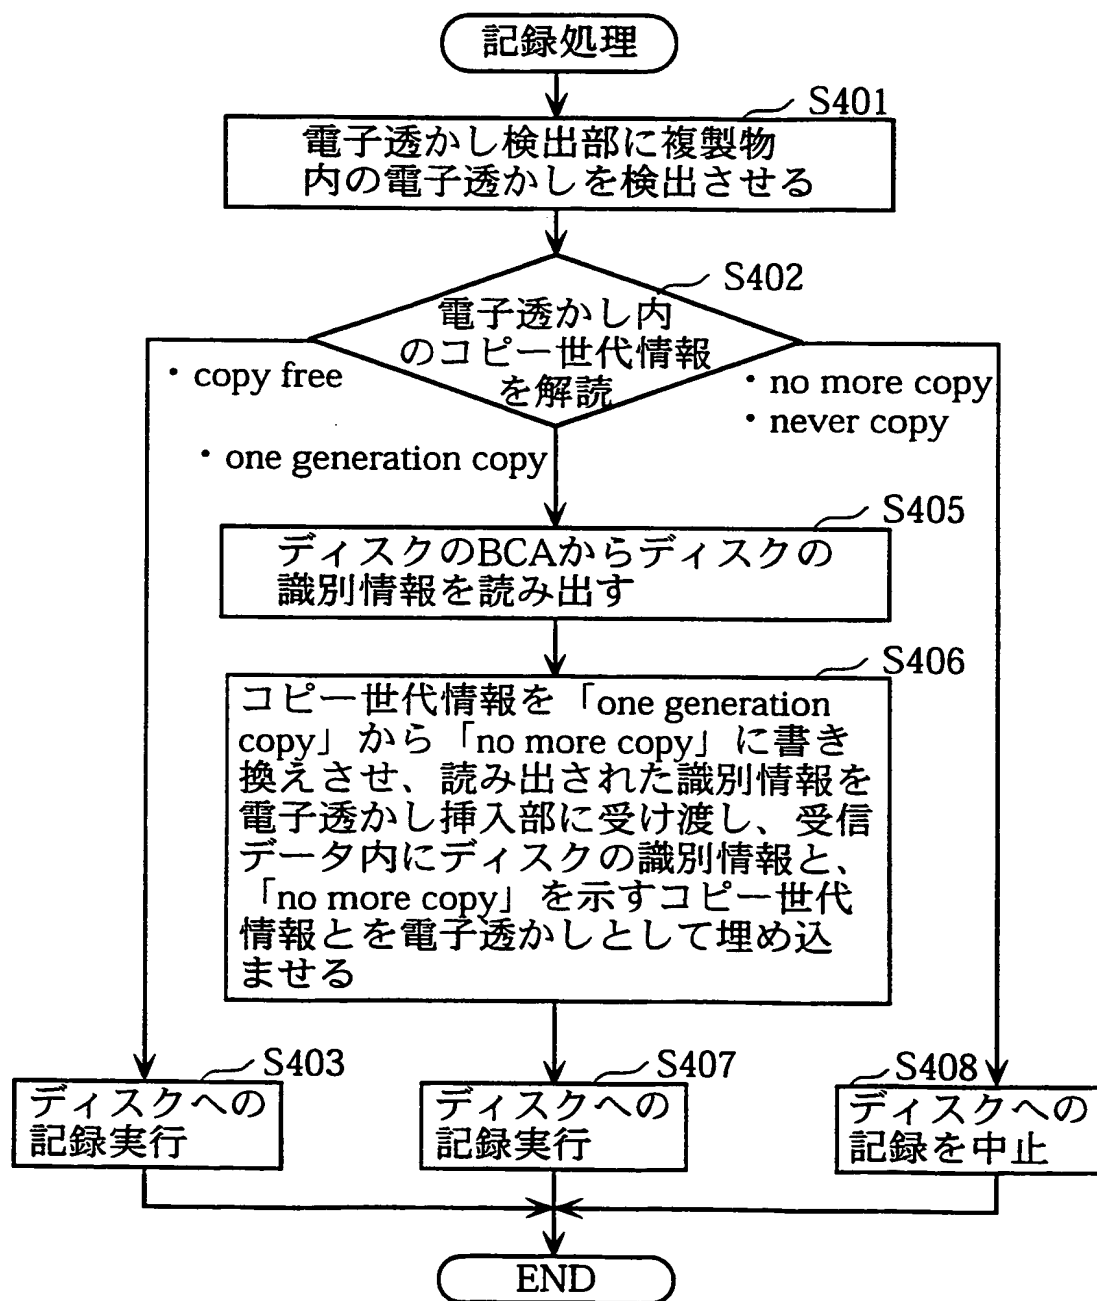 記録処理
S401
電子透かし検出部に複製物
内の電子透かしを検出させる
S402
電子透かし内
のコピー世代情報
を解読
・copy free
・no more copy
・never copy
・one generation copy
S405
ディスクのBCAからディスクの
識別情報を読み出す
S406
コピー世代情報を「one generation
copy」から「no more copy」に書き
換えさせ、読み出された識別情報を
電子透かし挿入部に受け渡し、受信
データ内にディスクの識別情報と、
「no more copy」を示すコピー世代
情報とを電子透かしとして埋め込
ませる
S403
ディスクへの
記録実行
S407
ディスクへの
記録実行
S408
ディスクへの
記録を中止
END